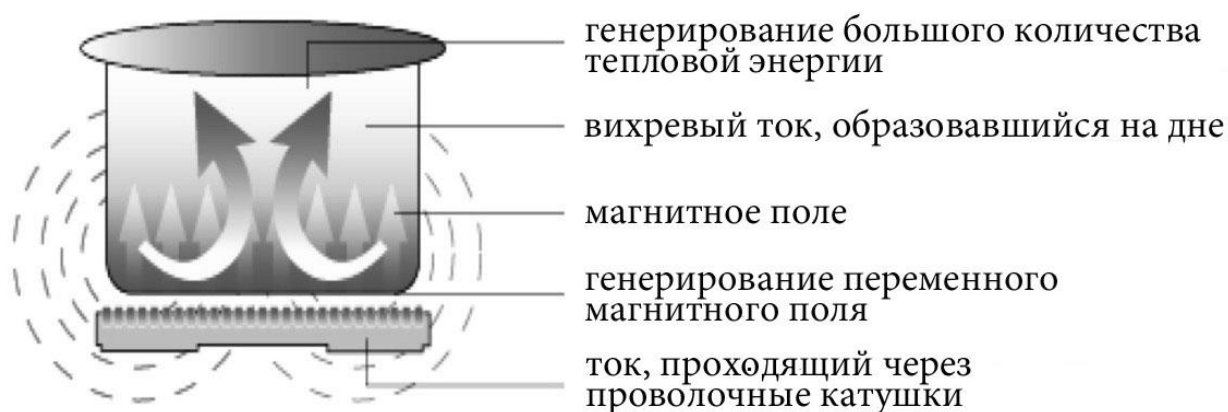 генерирование большого количества
тепловой энергии
вихревый ток, образовавшийся на дне
магнитное поле
генерирование переменного
магнитного поля
ток, проходящий через
проволочные катушки